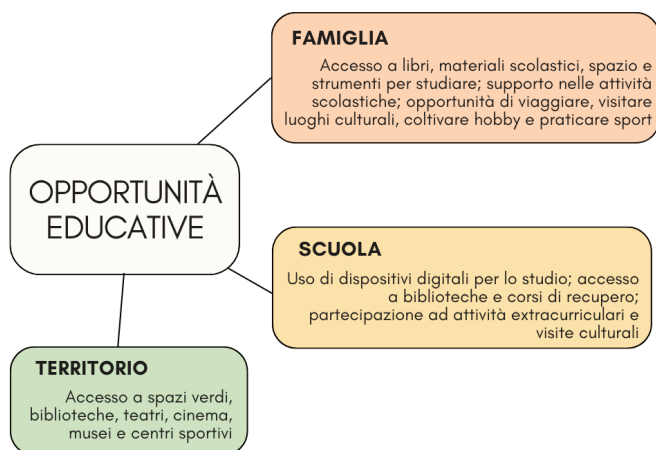 OPPORTUNITÀ
EDUCATIVE
FAMIGLIA
Accesso a libri, materiali scolastici, spazio e
strumenti per studiare; supporto nelle attività
scolastiche; opportunità di viaggiare, visitare
luoghi culturali, coltivare hobby e praticare sport
SCUOLA
Uso di dispositivi digitali per lo studio; accesso
a biblioteche e corsi di recupero;
partecipazione ad attività extracurriculari e
visite culturali
TERRITORIO
Accesso a spazi verdi,
biblioteche, teatri, cinema,
musei e centri sportivi